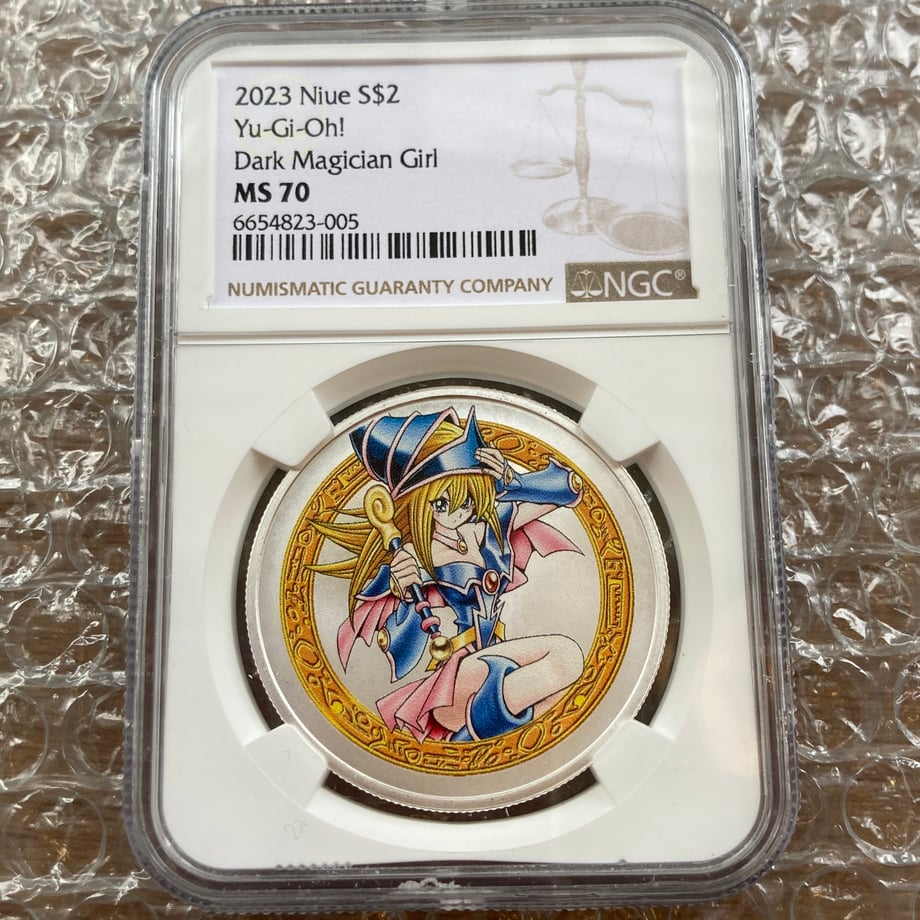 2023 Niue S$2
Yu-Gi-Oh!
Dark Magician Girl
MS 70
6654823-005
NUMISMATIC GUARANTY COMPANY NGC®